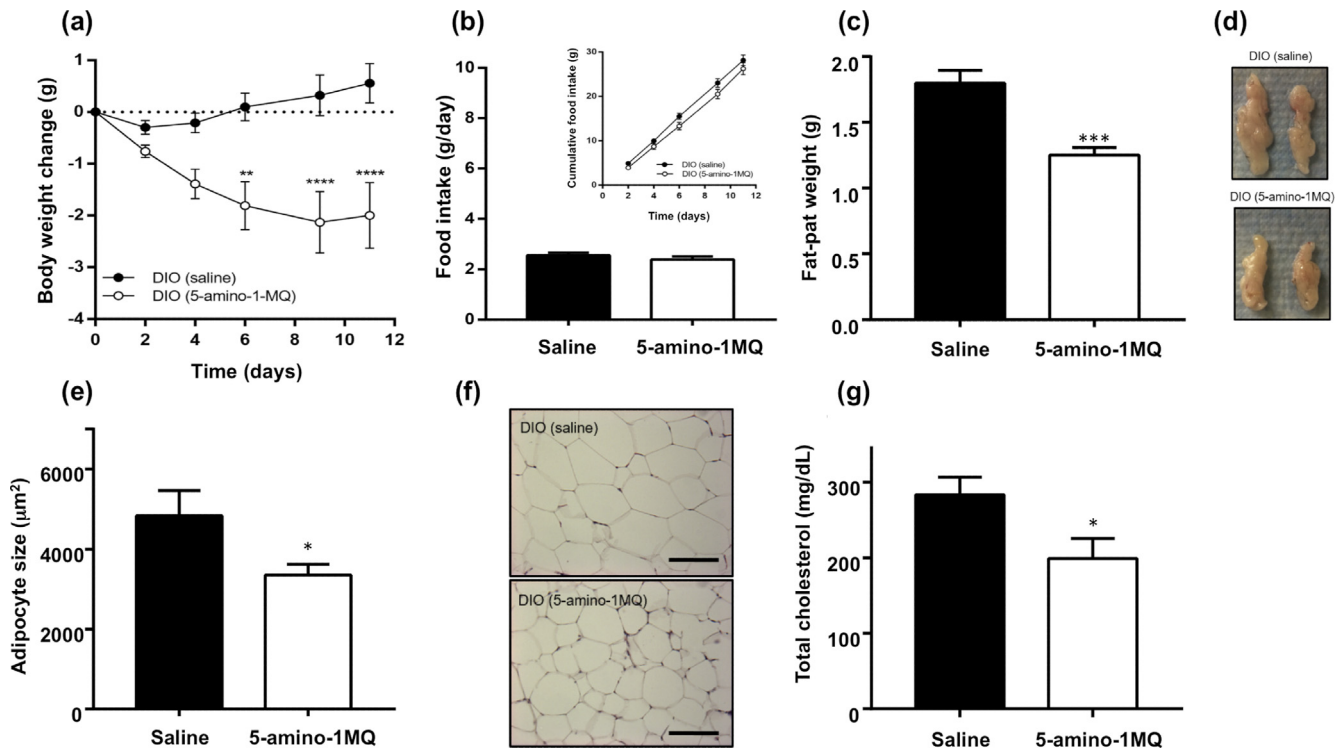 (a)
Body weight change (g)
1
0
-1
-2
-3
-4
**
****
****
DIO (saline)
DIO (5-amino-1-MQ)
0 2 4 6 8 10 12
Time (days)
(b)
Food intake (g/day)
10
8
6
4
2
0
Cumulative food intake (g)
30
20
10
0
DIO (saline)
DIO (5-amino-1MQ)
0 2 4 6 8 10 12
Time (days)
Saline 5-amino-1MQ
(c)
Fat-pat weight (g)
2.0
1.5
1.0
0.5
0.0
***
Saline 5-amino-1MQ
(d)
DIO (saline)
DIO (5-amino-1MQ)
(e)
Adipocyte size (µm²)
6000
4000
2000
0
*
Saline 5-amino-1MQ
(f)
DIO (saline)
DIO (5-amino-1MQ)
(g)
Total cholesterol (mg/dL)
300
200
100
0
*
Saline 5-amino-1MQ